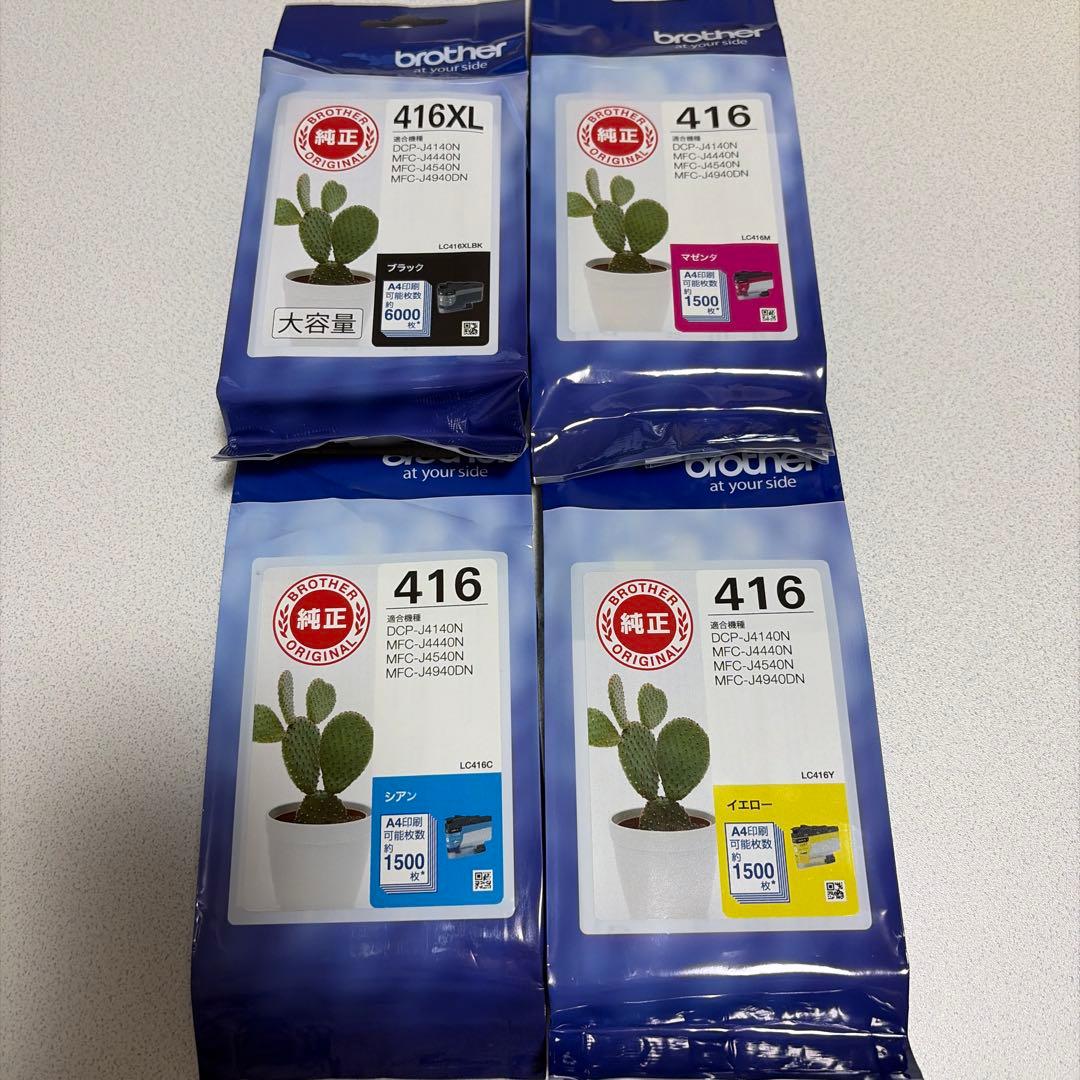 brother
at your side
BROTHER
純正
ORIGINAL
416XL
適合機種
DCP-J4140N
MFC-J4440N
MFC-J4540N
MFC-J4940DN
LC416XLBK
ブラック
A4印刷
可能枚数
約
6000
枚*
大容量
brother
at your side
BROTHER
純正
ORIGINAL
416
適合機種
DCP-J4140N
MFC-J4440N
MFC-J4540N
MFC-J4940DN
LC416M
マゼンタ
A4印刷
可能枚数
約
1500
枚*
brother
at your side
BROTHER
純正
ORIGINAL
416
適合機種
DCP-J4140N
MFC-J4440N
MFC-J4540N
MFC-J4940DN
LC416C
シアン
A4印刷
可能枚数
約
1500
枚*
brother
at your side
BROTHER
純正
ORIGINAL
416
適合機種
DCP-J4140N
MFC-J4440N
MFC-J4540N
MFC-J4940DN
LC416Y
イエロー
A4印刷
可能枚数
約
1500
枚*